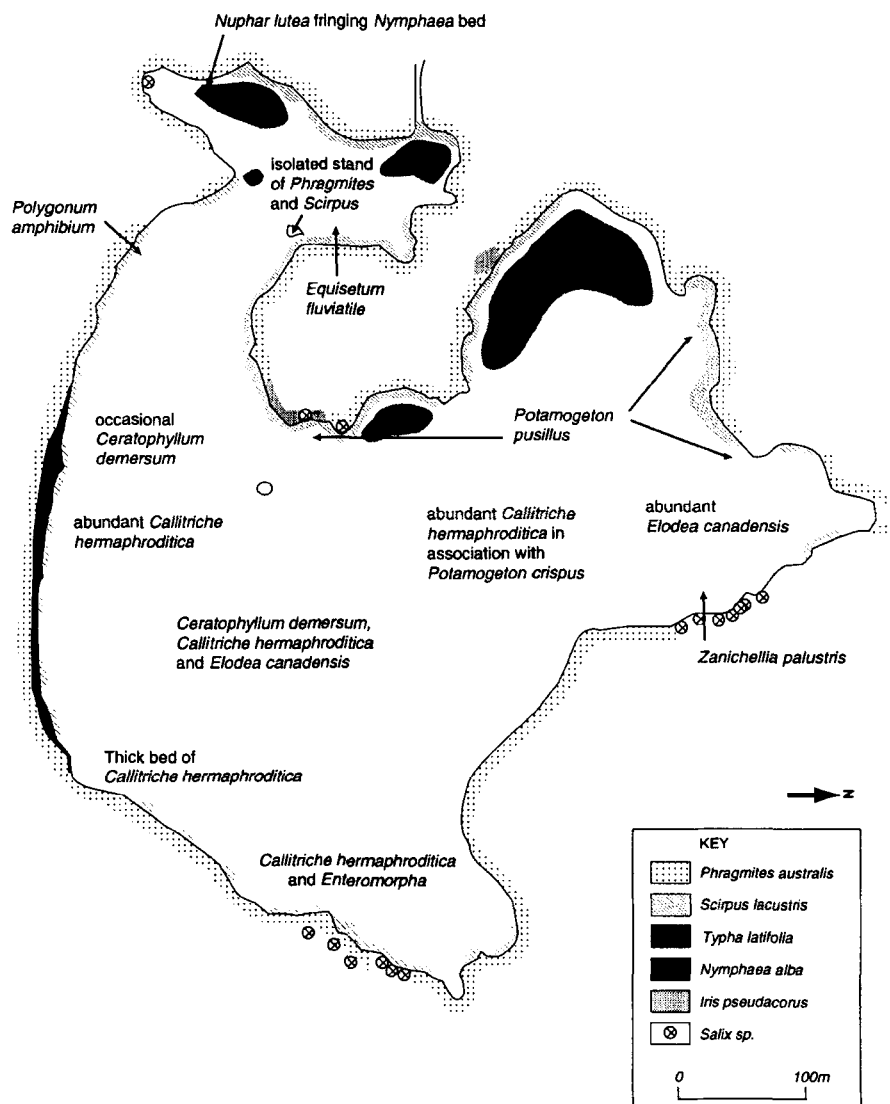 Nuphar lutea fringing Nymphaea bed
isolated stand
of Phragmites
and Scirpus
Polygonum
amphibium
Equisetum
fluviatile
occasional
Ceratophyllum
demersum
Potamogeton
pusillus
abundant Callitriche
hermaphroditica
abundant Callitriche
hermaphroditica in
association with
Potamogeton crispus
abundant
Elodea canadensis
Ceratophyllum demersum,
Callitriche hermaphroditica
and Elodea canadensis
Zanichellia palustris
Thick bed of
Callitriche hermaphroditica
N
Callitriche hermaphroditica
and Enteromorpha
KEY
Phragmites australis
Scirpus lacustris
Typha latifolia
Nymphaea alba
Iris pseudacorus
Salix sp.
0 100m